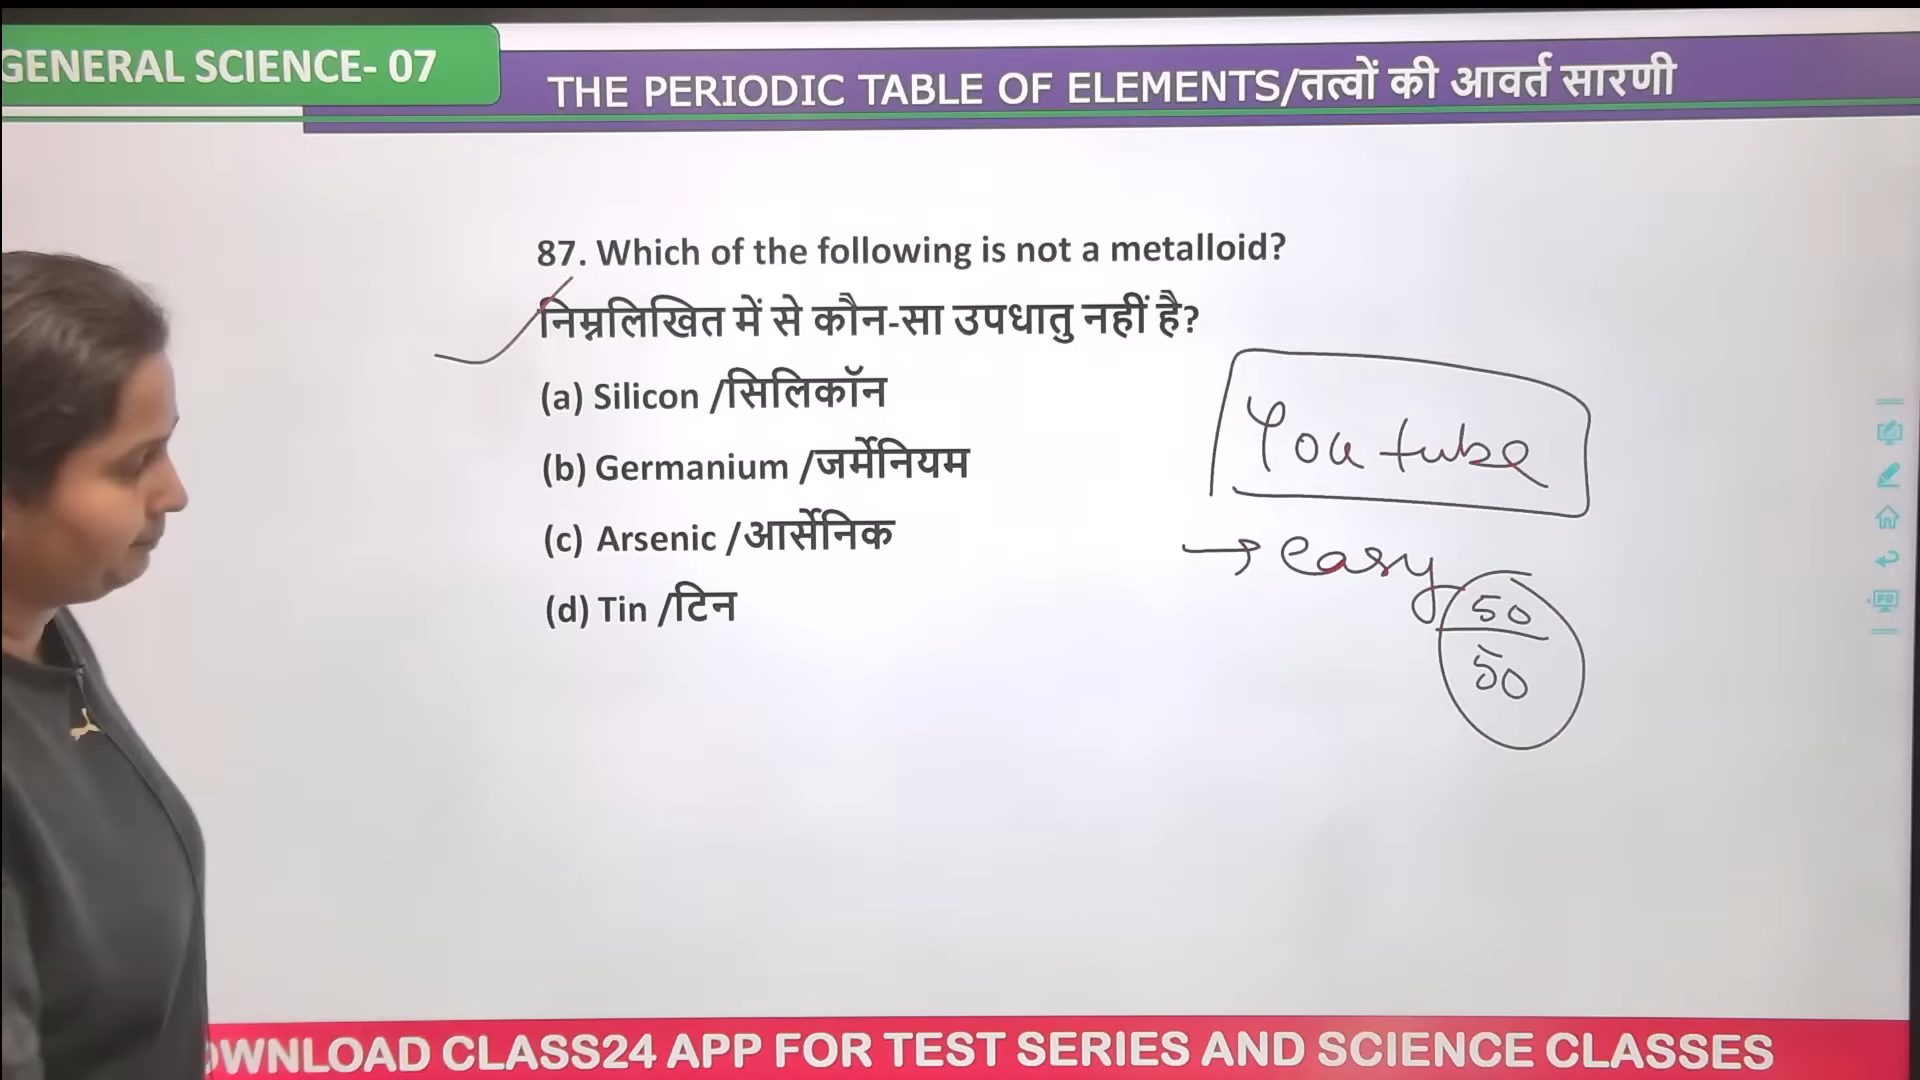 GENERAL SCIENCE- 07
THE PERIODIC TABLE OF ELEMENTS/तत्वों की आवर्त सारणी
87. Which of the following is not a metalloid?
निम्नलिखित में से कौन-सा उपधातु नहीं है?
(a) Silicon /सिलिकॉन
(b) Germanium /जर्मेनियम
(c) Arsenic /आर्सेनिक
(d) Tin /टिन
You tube
→ easy
50
50
OWNLOAD CLASS24 APP FOR TEST SERIES AND SCIENCE CLASSES